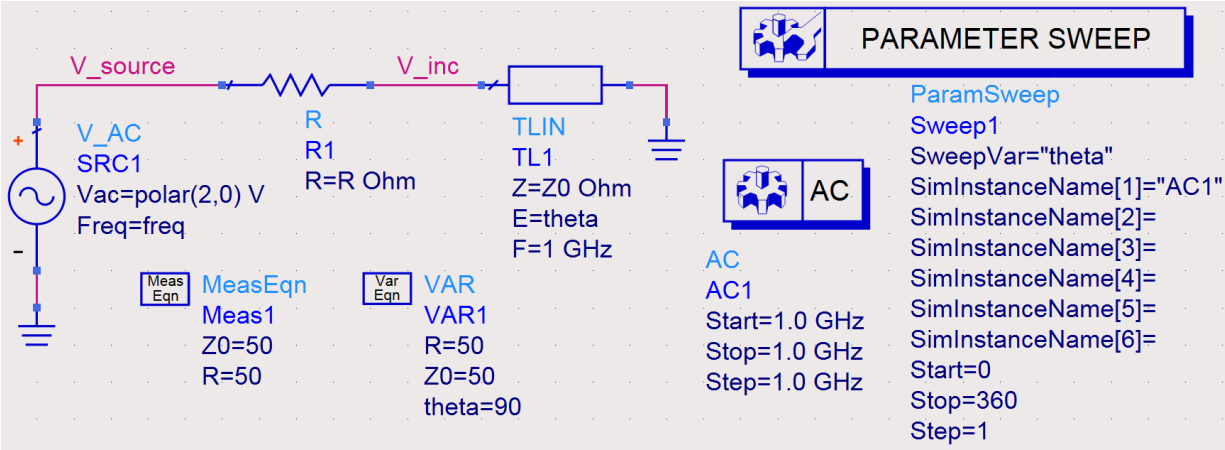 PARAMETER SWEEP
V_source
V_inc
+
V_AC
SRC1
Vac=polar(2,0) V
Freq=freq
-
R
R1
R=R Ohm
TLIN
TL1
Z=Z0 Ohm
E=theta
F=1 GHz
Meas
Eqn
MeasEqn
Meas1
Z0=50
R=50
Var
Eqn
VAR
VAR1
R=50
Z0=50
theta=90
AC
AC
AC1
Start=1.0 GHz
Stop=1.0 GHz
Step=1.0 GHz
ParamSweep
Sweep1
SweepVar="theta"
SimInstanceName[1]="AC1"
SimInstanceName[2]=
SimInstanceName[3]=
SimInstanceName[4]=
SimInstanceName[5]=
SimInstanceName[6]=
Start=0
Stop=360
Step=1